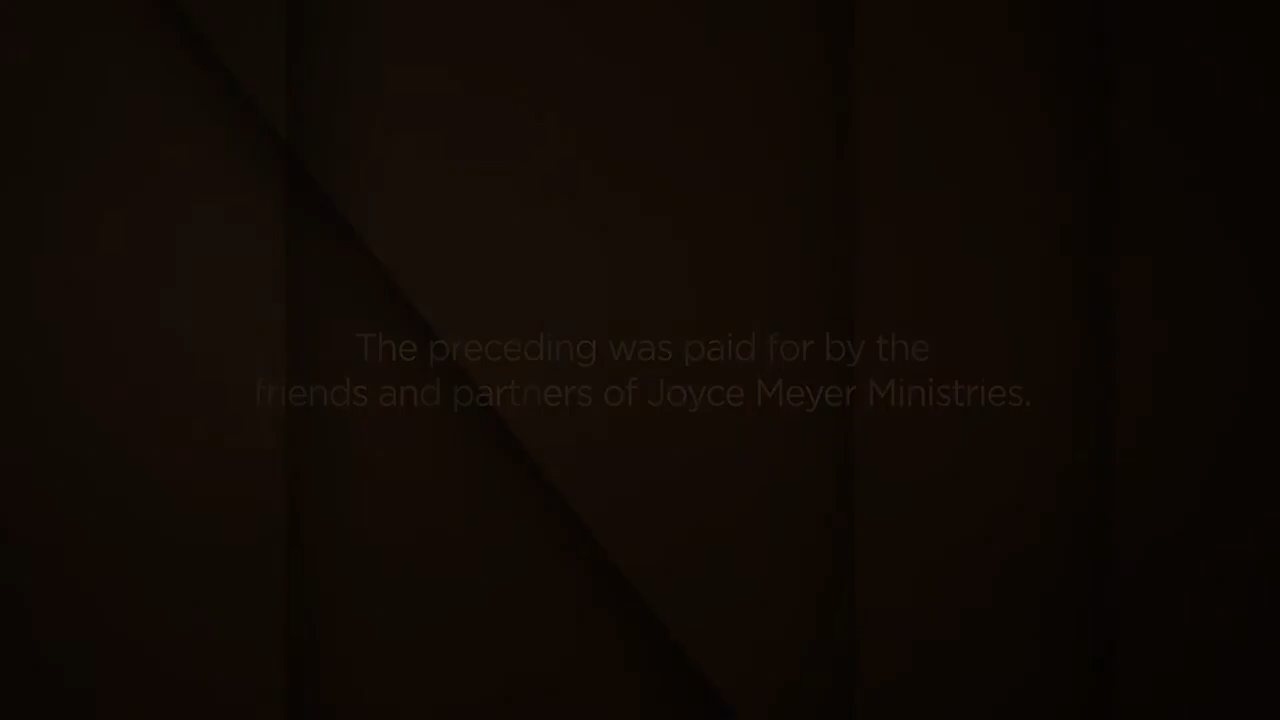 The preceding was paid for by the
friends and partners of Joyce Meyer Ministries.